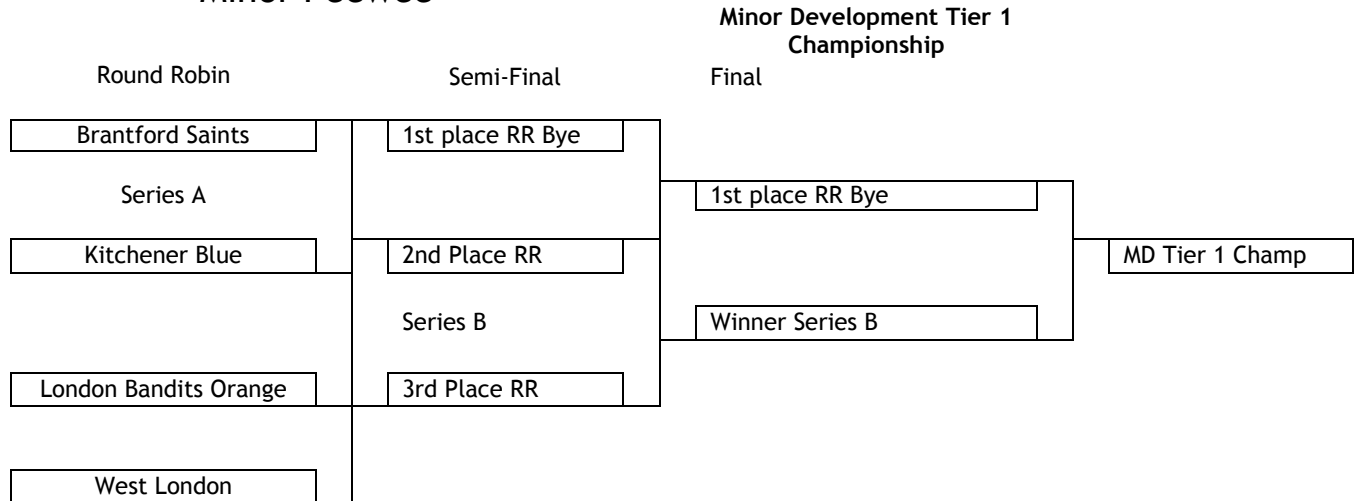 Minor Development Tier 1
Championship
Round Robin
Semi-Final
Final
Brantford Saints
1st place RR Bye
Series A
1st place RR Bye
Kitchener Blue
2nd Place RR
MD Tier 1 Champ
Series B
Winner Series B
London Bandits Orange
3rd Place RR
West London